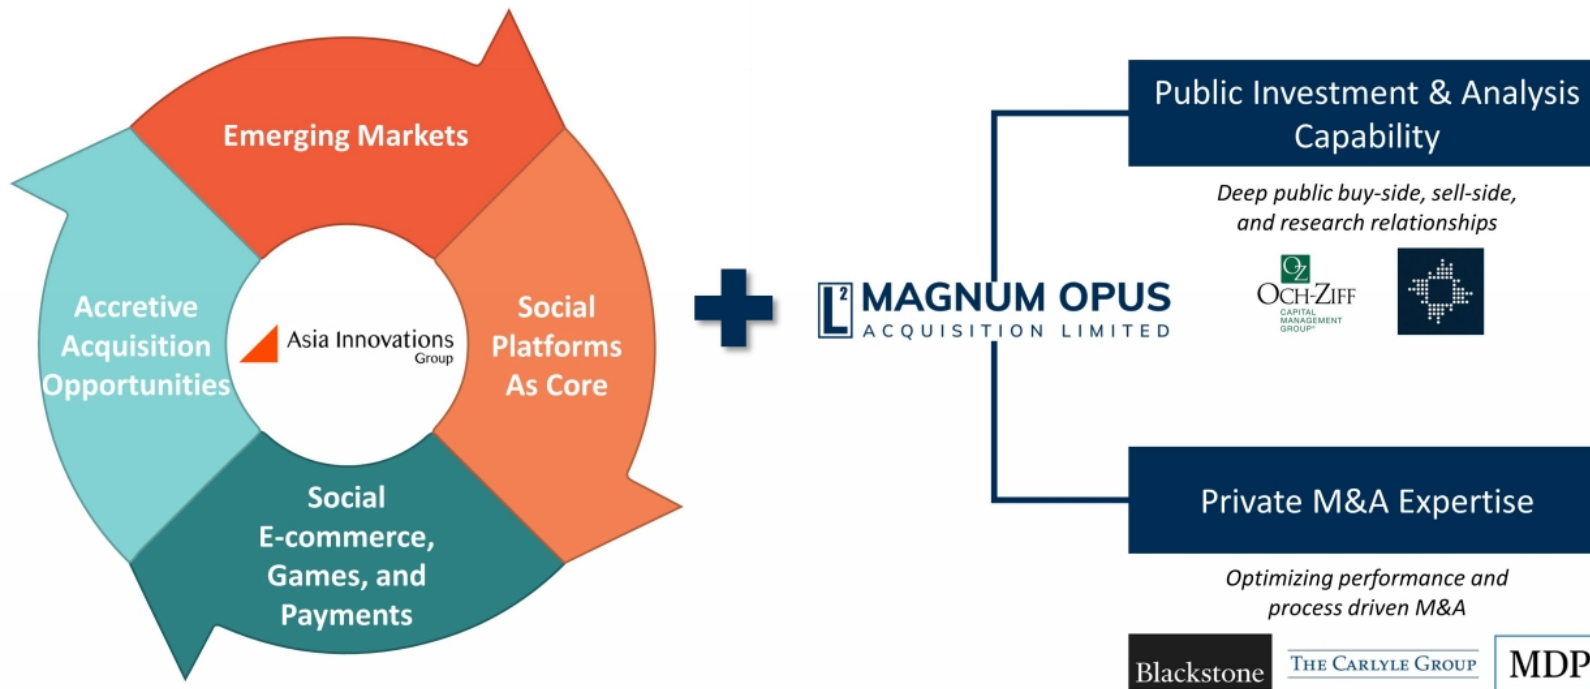 Emerging Markets
Social
Platforms
As Core
Social
E-commerce,
Games, and
Payments
Accretive
Acquisition
Opportunities
Asia Innovations
Group
L2 MAGNUM OPUS
ACQUISITION LIMITED
Public Investment & Analysis
Capability
Deep public buy-side, sell-side,
and research relationships
OZ
OCH-ZIFF
CAPITAL
MANAGEMENT
GROUP
Private M&A Expertise
Optimizing performance and
process driven M&A
Blackstone
THE CARLYLE GROUP
MDP